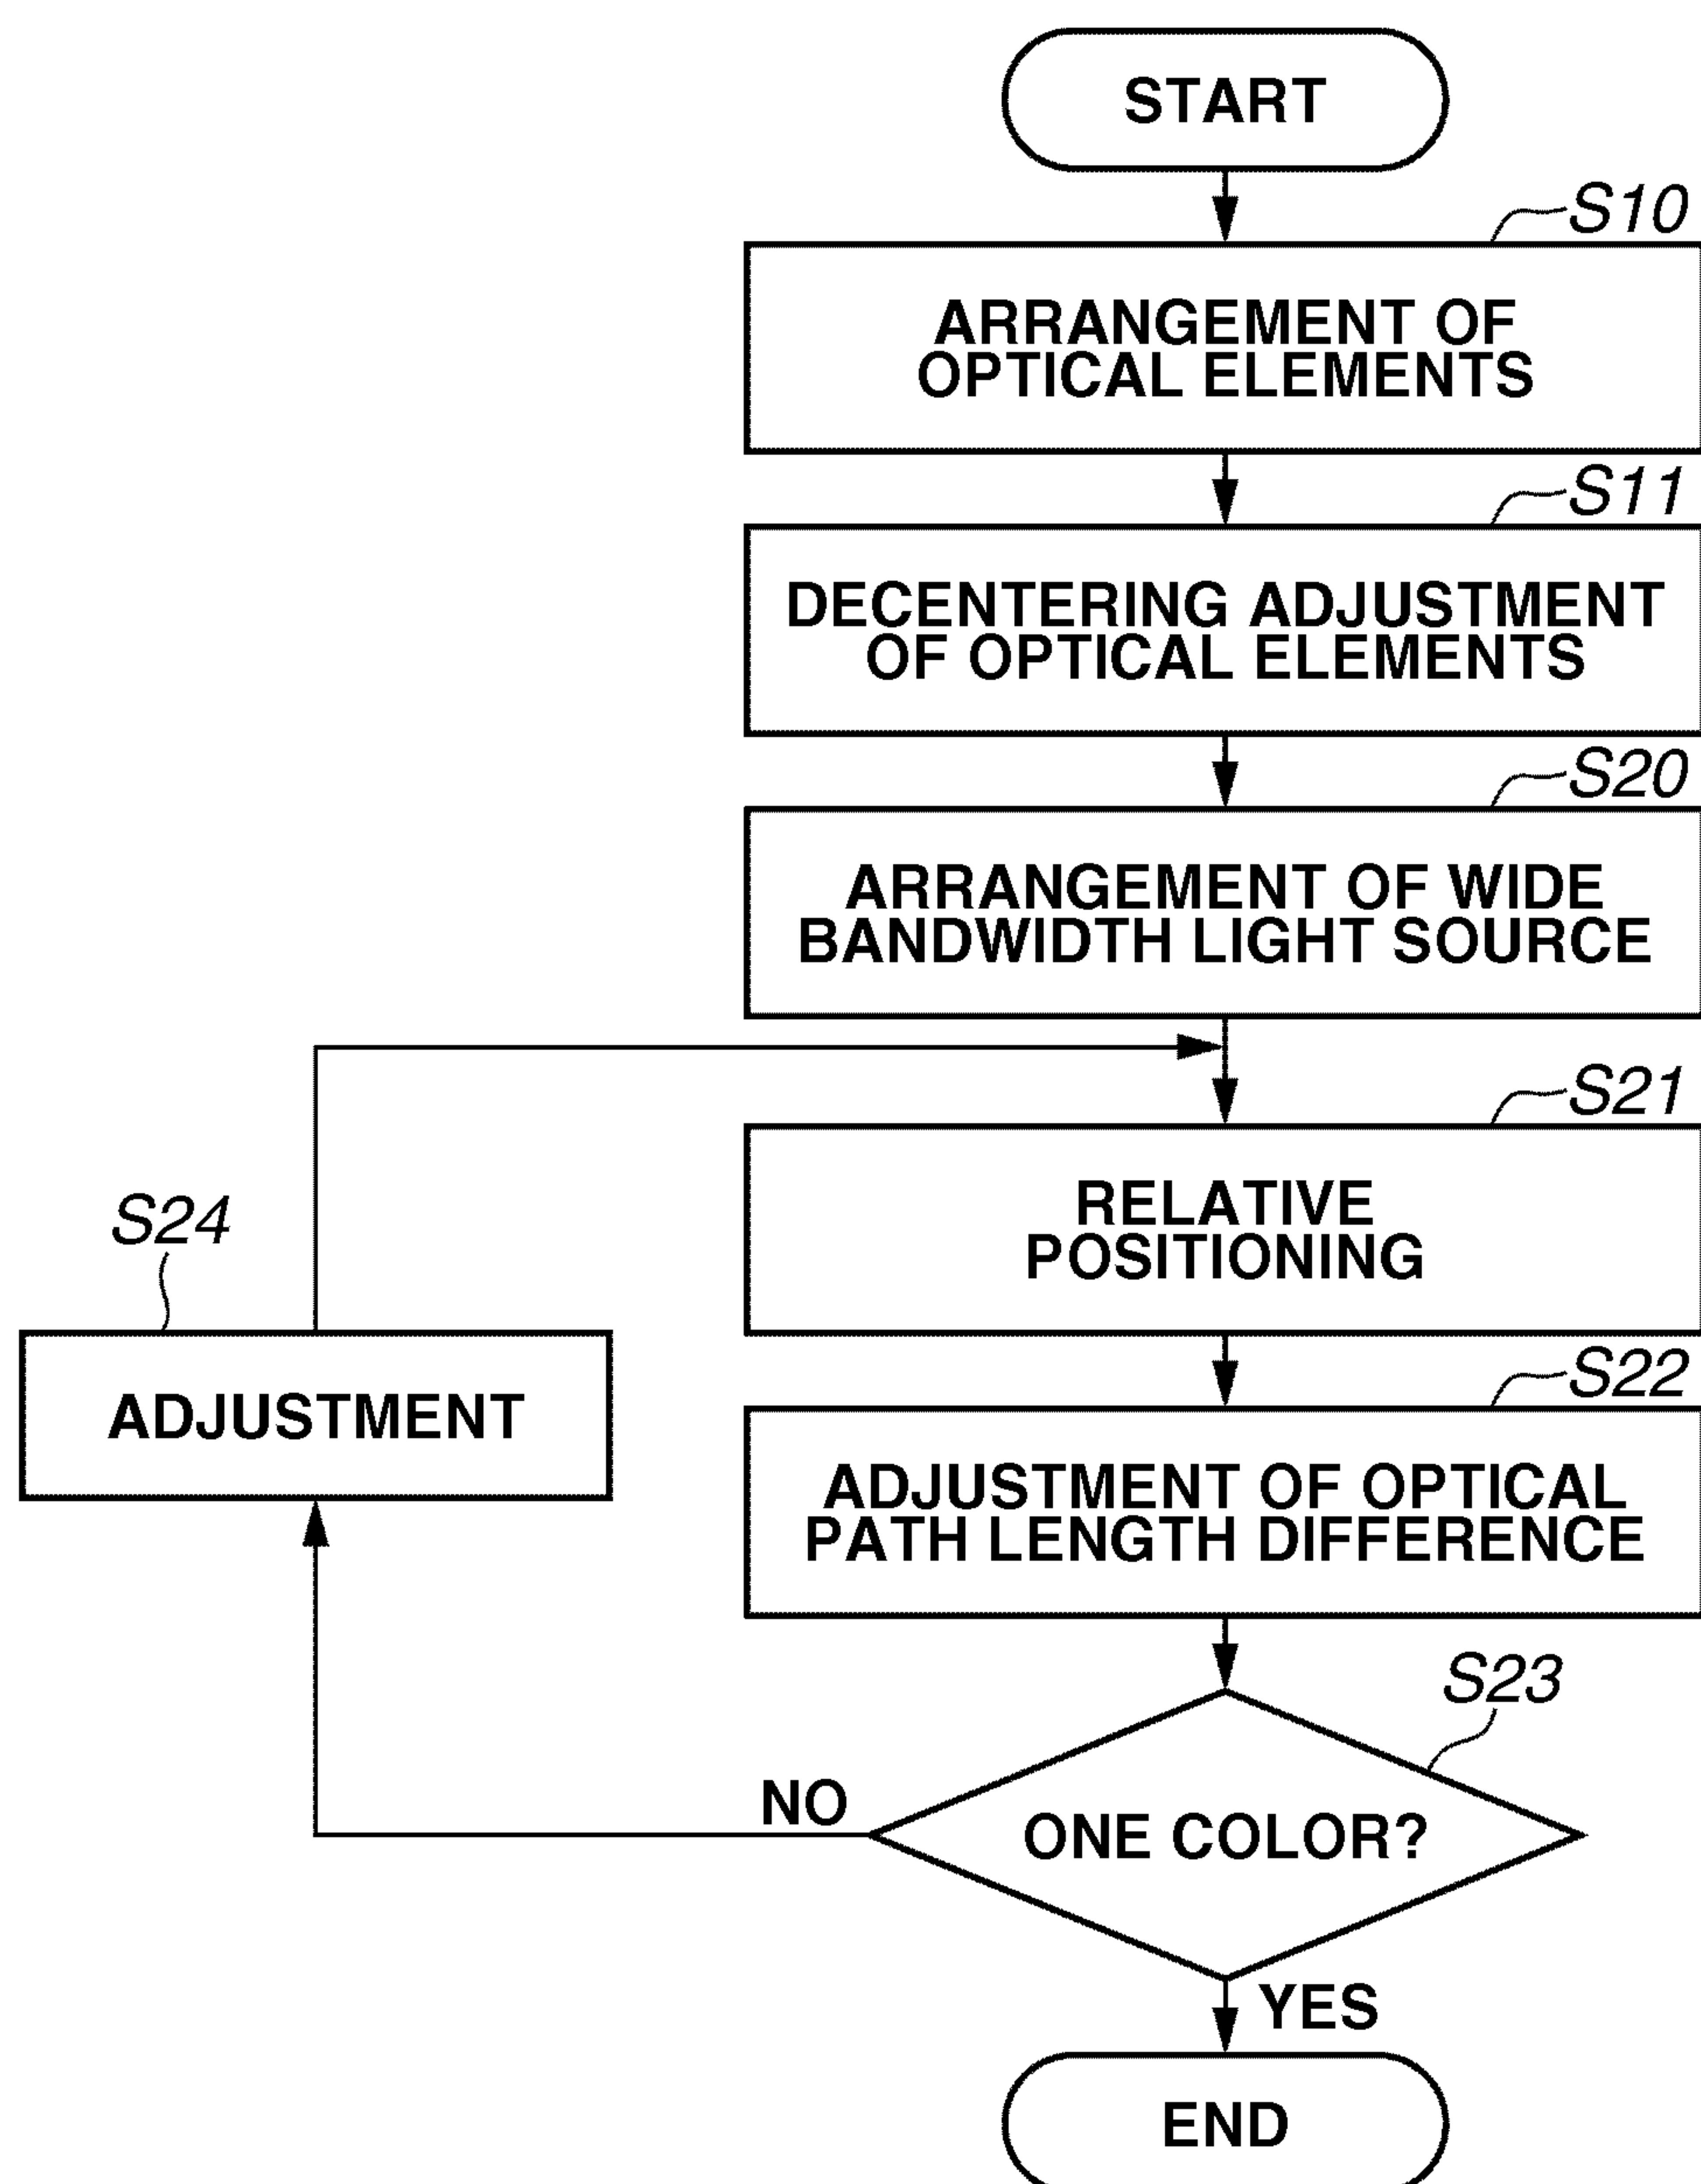 START
S10
ARRANGEMENT OF
OPTICAL ELEMENTS
S11
DECENTERING ADJUSTMENT
OF OPTICAL ELEMENTS
S20
ARRANGEMENT OF WIDE
BANDWIDTH LIGHT SOURCE
S21
RELATIVE
POSITIONING
S24
ADJUSTMENT
S22
ADJUSTMENT OF OPTICAL
PATH LENGTH DIFFERENCE
S23
NO
ONE COLOR?
YES
END